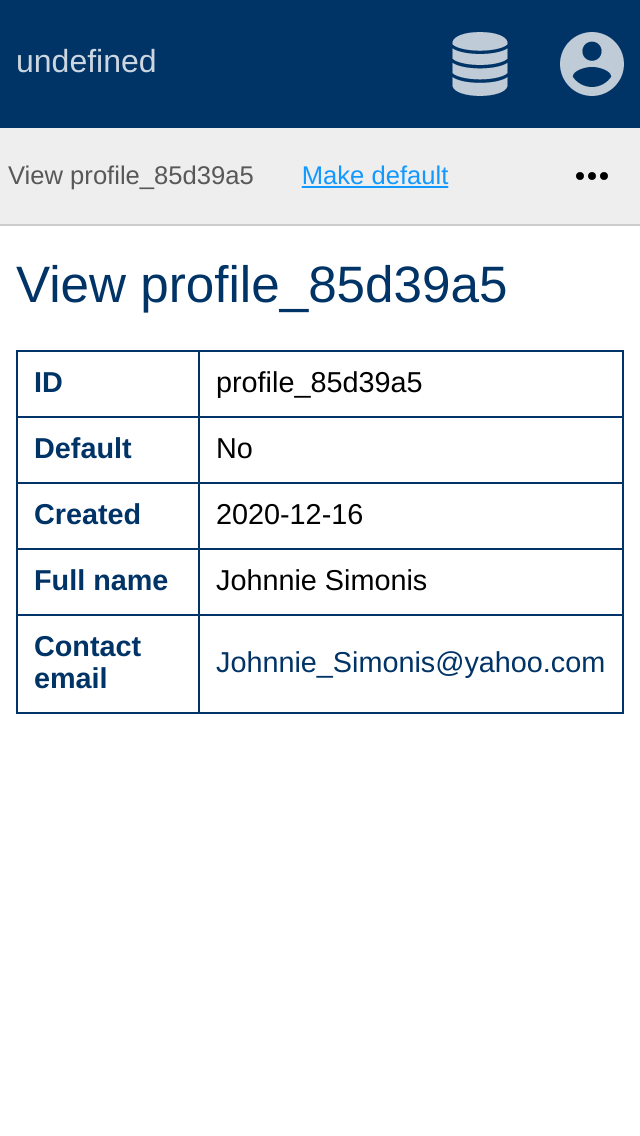 undefined
View profile_85d39a5 Make default
View profile_85d39a5
ID profile_85d39a5
Default No
Created 2020-12-16
Full name Johnnie Simonis
Contact
email Johnnie_Simonis@yahoo.com